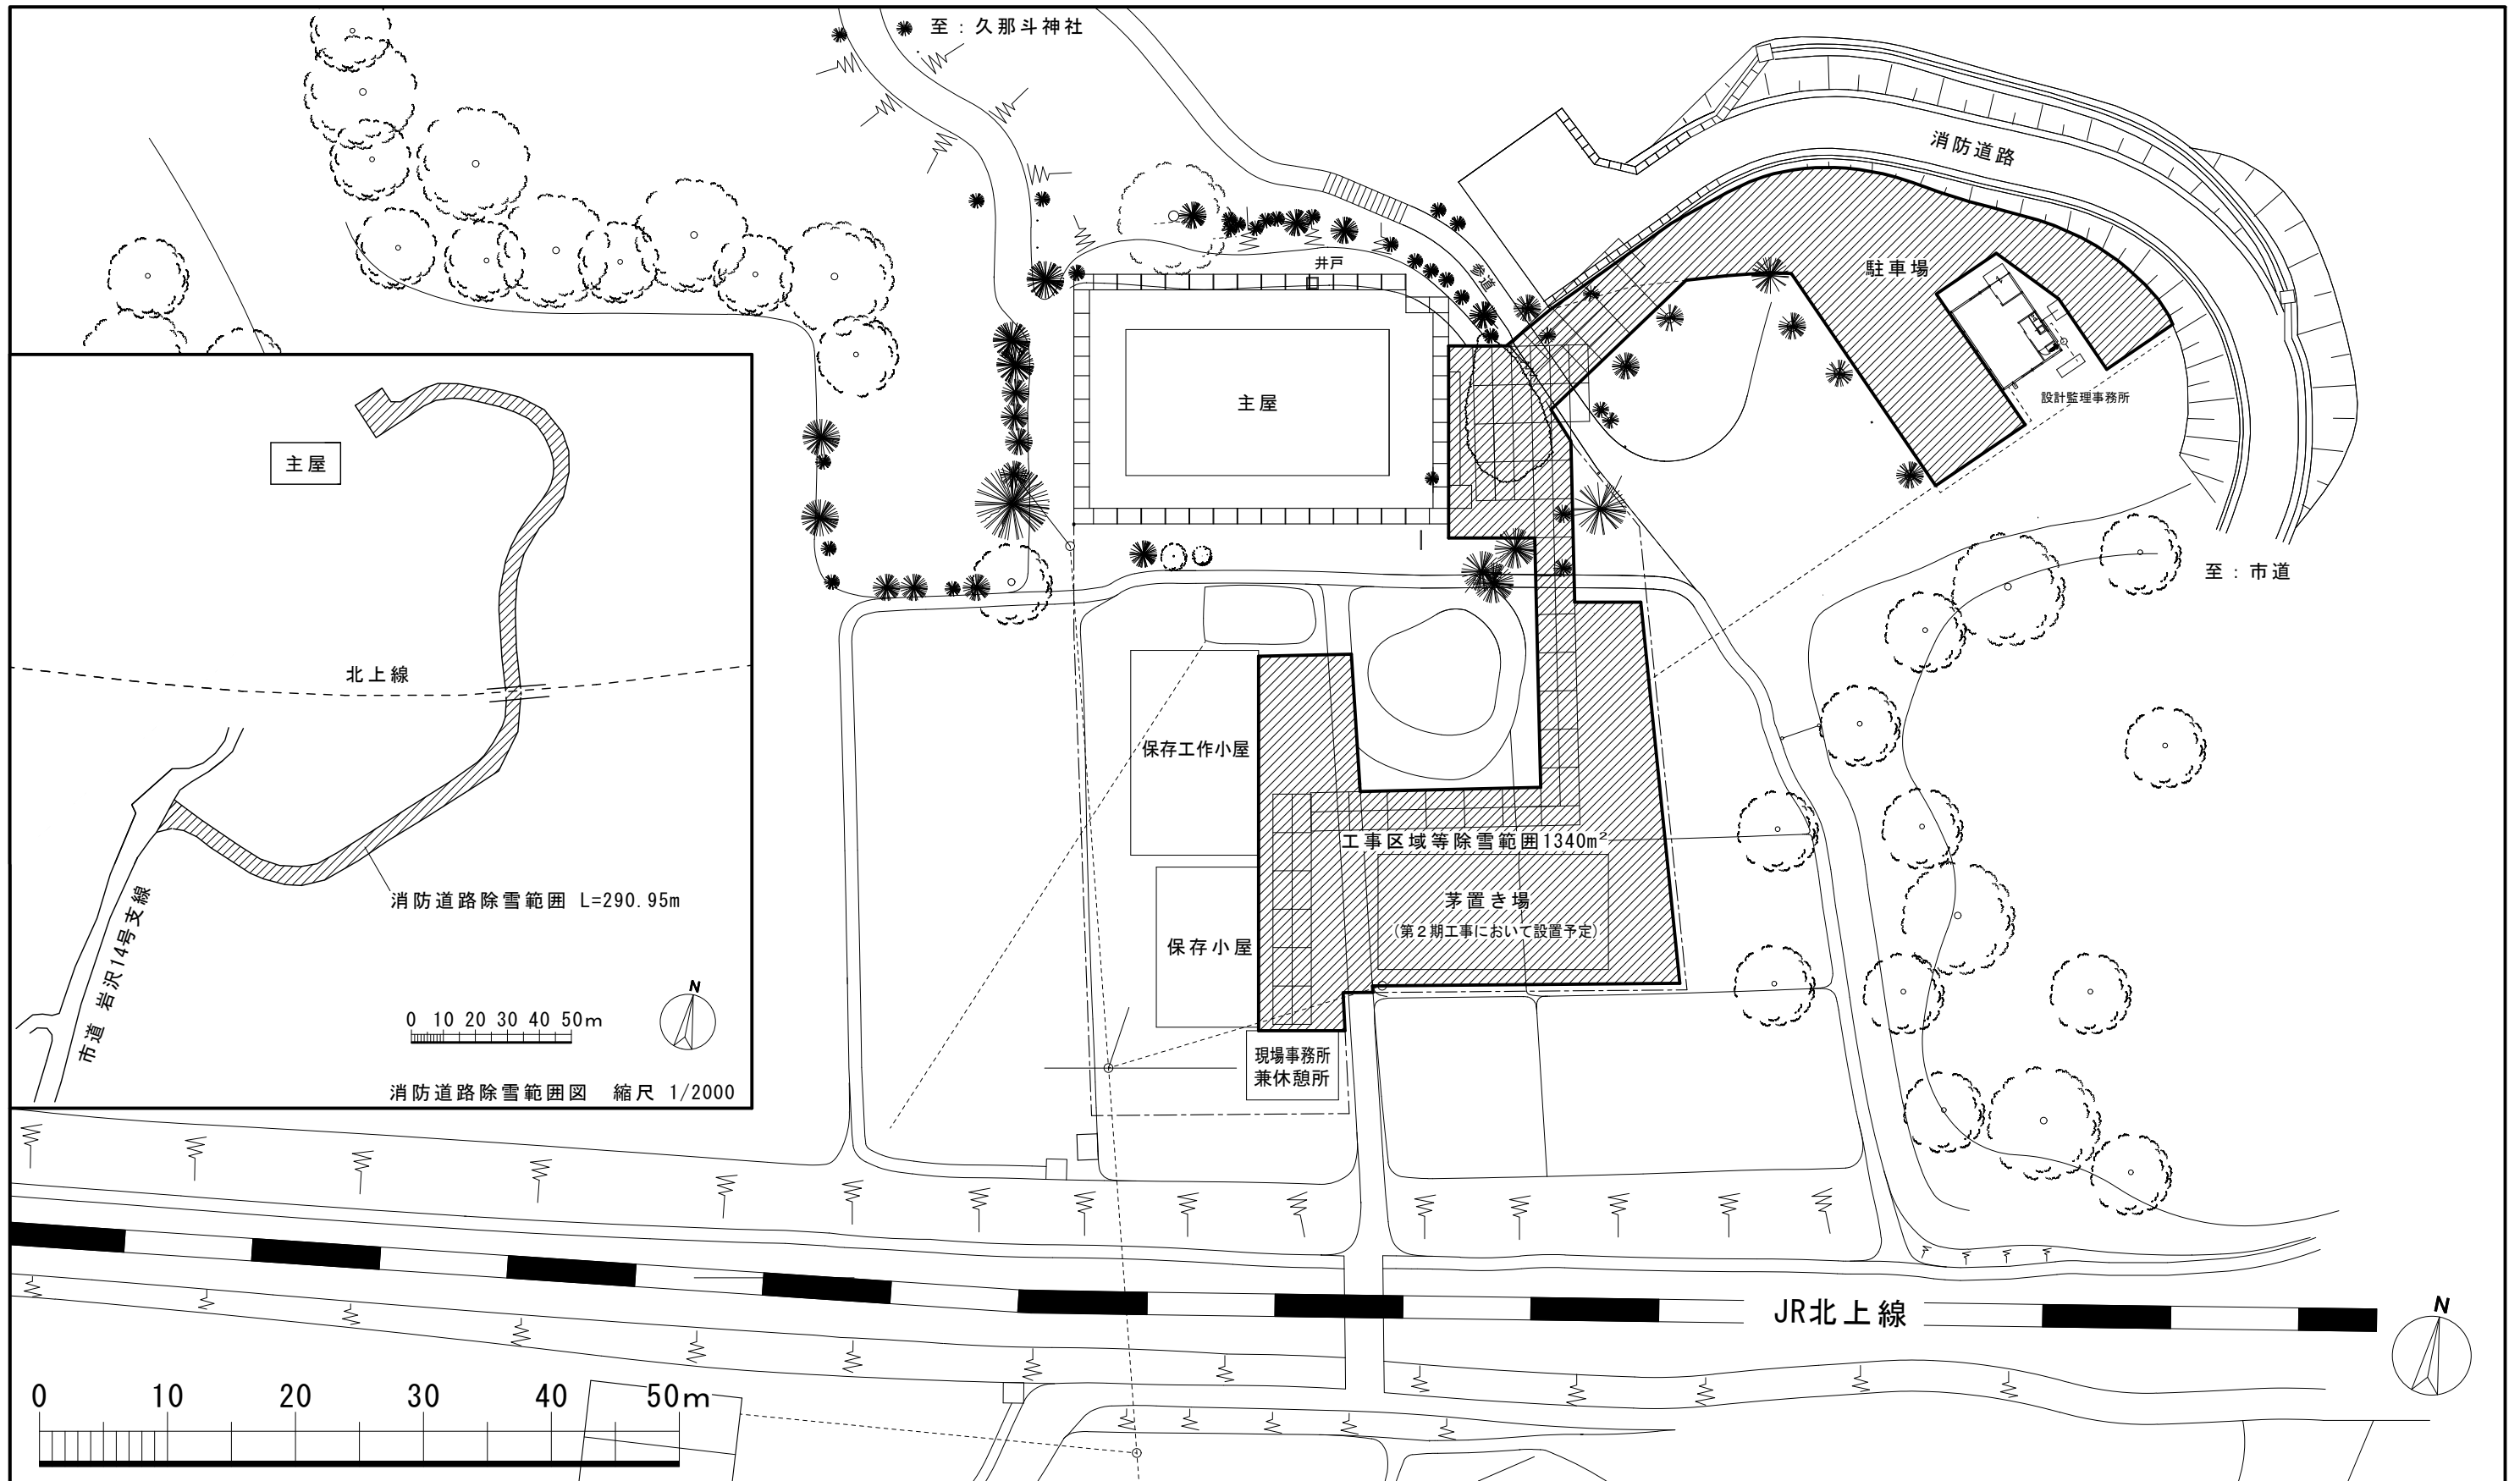 至：久那斗神社
消防道路
井戸
参道
駐車場
主屋
設計監理事務所
至：市道
主屋
北上線
保存工作小屋
工事区域等除雪範囲1340m²
茅置き場
(第２期工事において設置予定)
保存小屋
消防道路除雪範囲 L=290.95m
市道 岩沢14号支線
N
0 10 20 30 40 50m
消防道路除雪範囲図 縮尺 1/2000
現場事務所
兼休憩所
JR北上線
N
0 10 20 30 40 50m